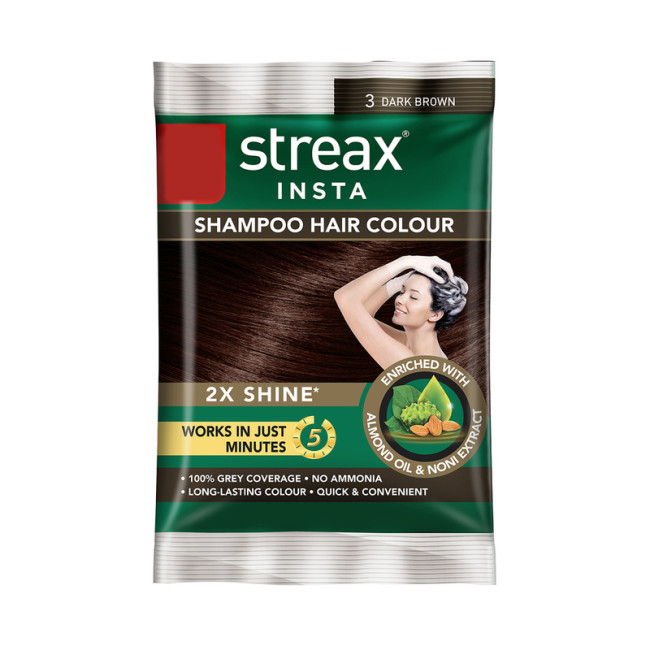 3 DARK BROWN
streax®
INSTA
SHAMPOO HAIR COLOUR
2X SHINE*
ENRICHED WITH
ALMOND OIL & NONI EXTRACT
WORKS IN JUST
MINUTES 5
• 100% GREY COVERAGE • NO AMMONIA
• LONG-LASTING COLOUR • QUICK & CONVENIENT